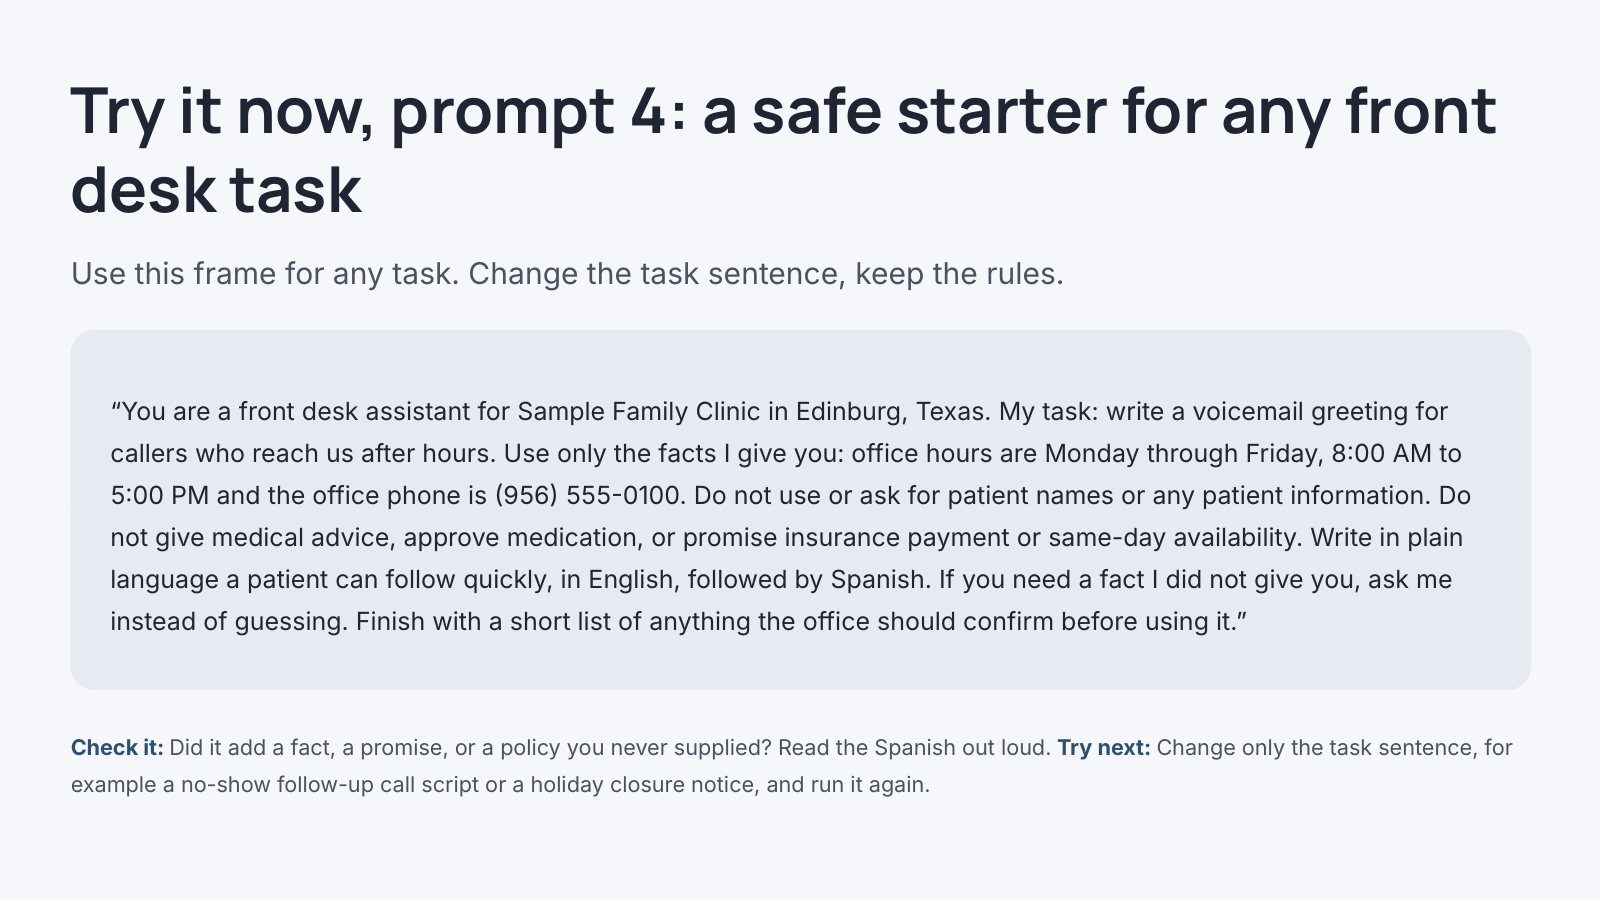 Try it now, prompt 4: a safe starter for any front
desk task
Use this frame for any task. Change the task sentence, keep the rules.
“You are a front desk assistant for Sample Family Clinic in Edinburg, Texas. My task: write a voicemail greeting for
callers who reach us after hours. Use only the facts I give you: office hours are Monday through Friday, 8:00 AM to
5:00 PM and the office phone is (956) 555-0100. Do not use or ask for patient names or any patient information. Do
not give medical advice, approve medication, or promise insurance payment or same-day availability. Write in plain
language a patient can follow quickly, in English, followed by Spanish. If you need a fact I did not give you, ask me
instead of guessing. Finish with a short list of anything the office should confirm before using it.”
Check it: Did it add a fact, a promise, or a policy you never supplied? Read the Spanish out loud. Try next: Change only the task sentence, for
example a no-show follow-up call script or a holiday closure notice, and run it again.